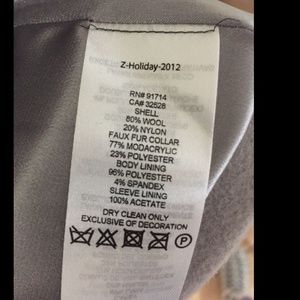 Z-Holiday-2012
RN# 91714
CA# 32528
SHELL
80% WOOL
20% NYLON
FAUX FUR COLLAR
77% MODACRYLIC
23% POLYESTER
BODY LINING
96% POLYESTER
4% SPANDEX
SLEEVE LINING
100% ACETATE
DRY CLEAN ONLY
EXCLUSIVE OF DECORATION
P